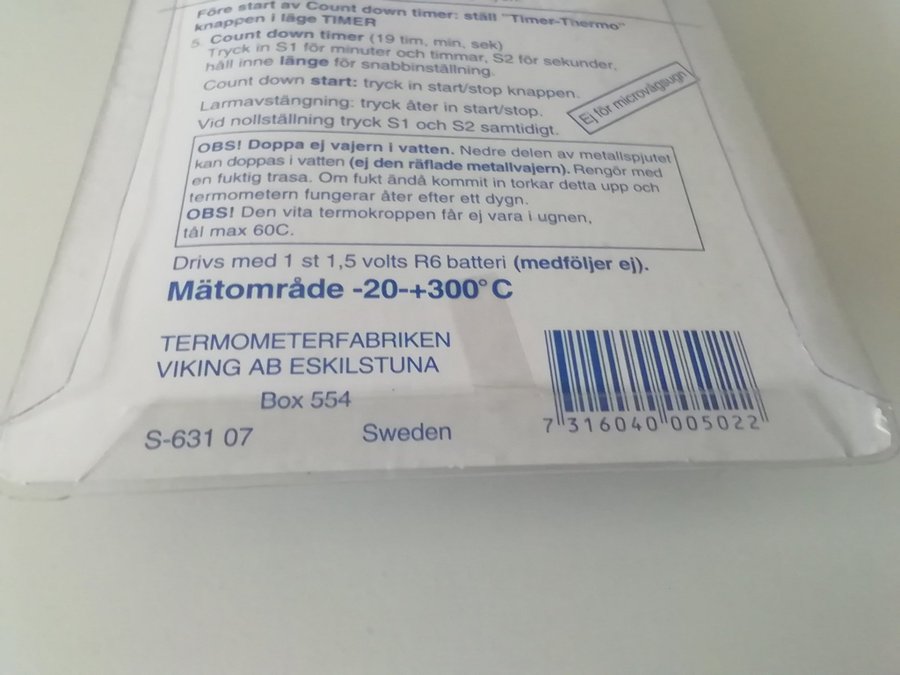 Före start av Count down timer: ställ "Timer-Thermo"
knappen i läge TIMER
5. Count down timer (19 tim, min, sek)
Tryck in S1 för minuter och timmar, S2 för sekunder,
håll inne länge för snabbinställning.
Count down start: tryck in start/stop knappen.
Larmavstängning: tryck åter in start/stop.
Vid nollställning tryck S1 och S2 samtidigt.
Ej för microvågsugn
OBS! Doppa ej vajern i vatten. Nedre delen av metallspjutet
kan doppas i vatten (ej den räflade metallvajern). Rengör med
en fuktig trasa. Om fukt ändå kommit in torkar detta upp och
termometern fungerar åter efter ett dygn.
OBS! Den vita termokroppen får ej vara i ugnen,
tål max 60C.
Drivs med 1 st 1,5 volts R6 batteri (medföljer ej).
Mätområde -20-+300°C
TERMOMETERFABRIKEN
VIKING AB ESKILSTUNA
Box 554
S-631 07 Sweden
7 316040 005022